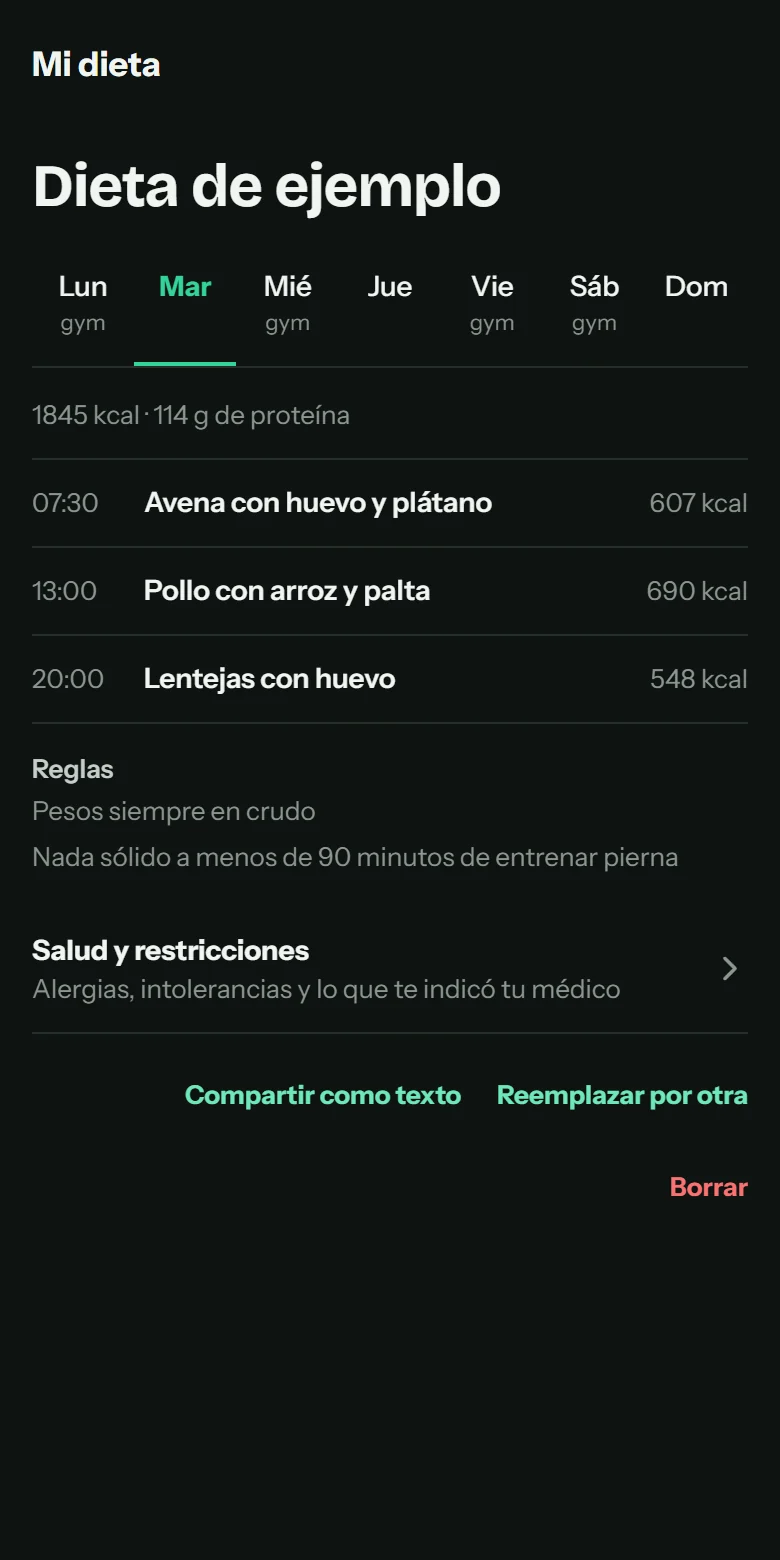 Mi dieta
Dieta de ejemplo
Lun Mar Mié Jue Vie Sáb Dom
gym gym gym gym
1845 kcal · 114 g de proteína
07:30 Avena con huevo y plátano 607 kcal
13:00 Pollo con arroz y palta 690 kcal
20:00 Lentejas con huevo 548 kcal
Reglas
Pesos siempre en crudo
Nada sólido a menos de 90 minutos de entrenar pierna
Salud y restricciones
Alergias, intolerancias y lo que te indicó tu médico
Compartir como texto Reemplazar por otra
Borrar